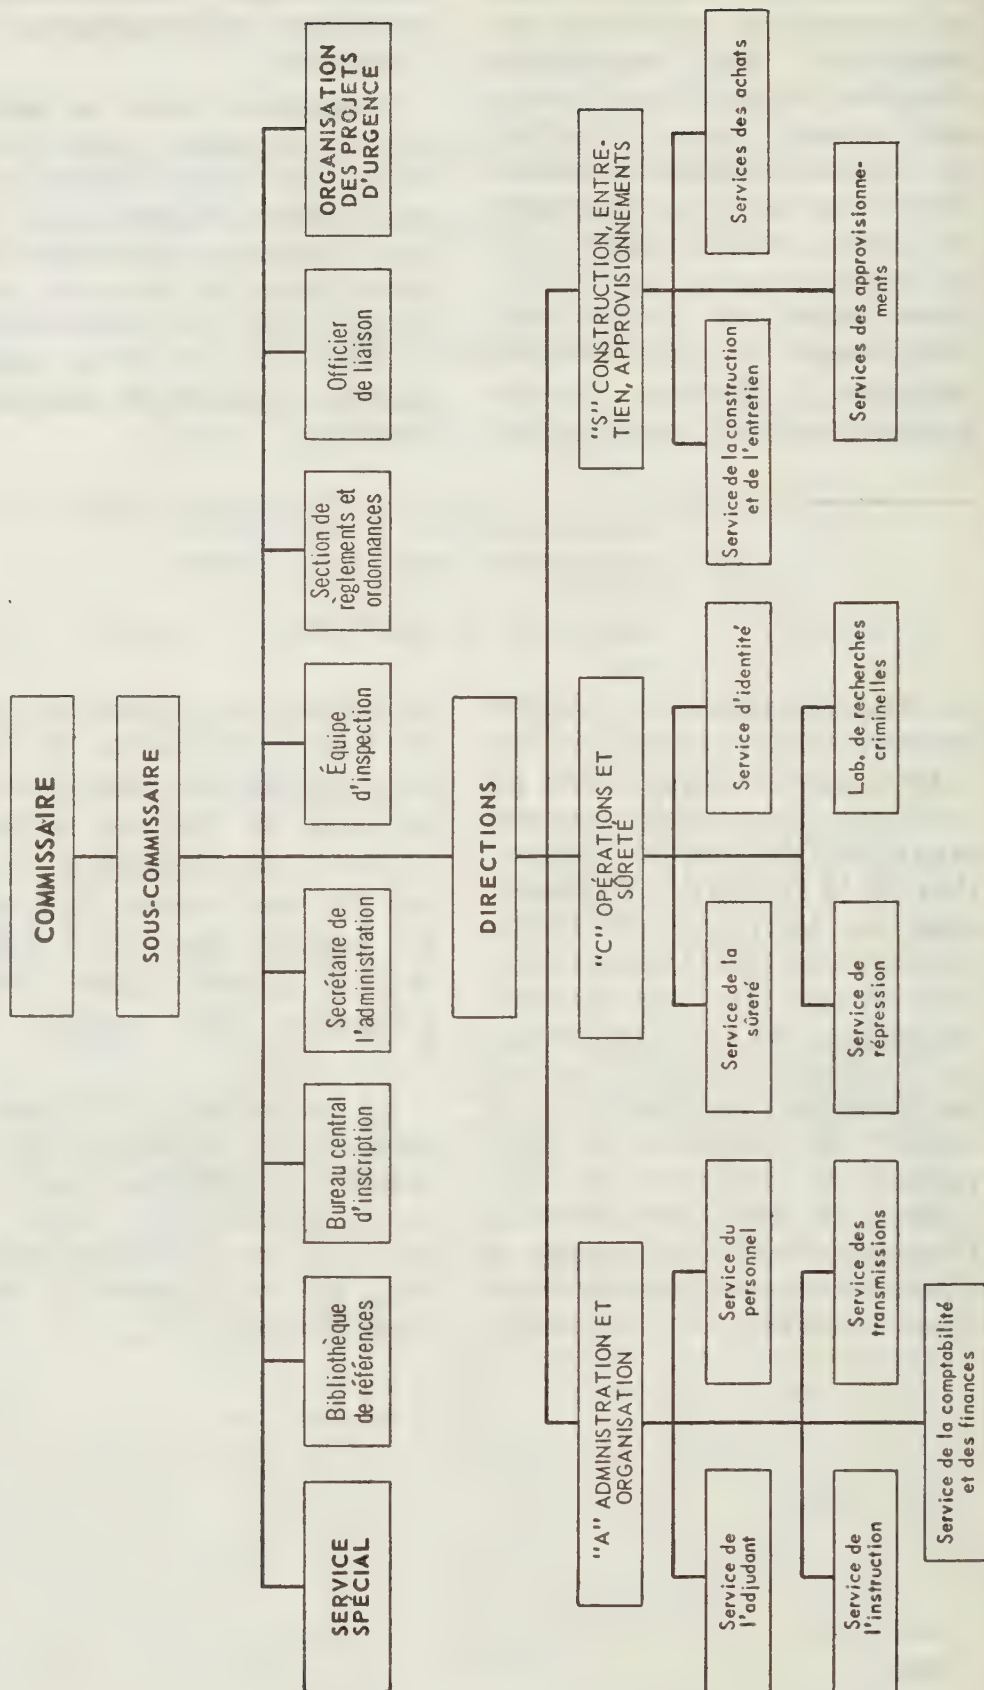 COMMISSAIRE
SOUS-COMMISSAIRE
SERVICE
SPÉCIAL
Bibliothèque
de références
Bureau central
d'inscription
Secrétaire de
l'administration
Équipe
d'inspection
Section de
règlements et
ordonnances
Officier
de liaison
ORGANISATION
DES PROJETS
D'URGENCE
DIRECTIONS
"A" ADMINISTRATION ET
ORGANISATION
"C" OPÉRATIONS ET
SÛRETÉ
"S" CONSTRUCTION, ENTRE-
TIEN, APPROVISIONNEMENTS
Service de
l'adjudant
Service du
personnel
Service de la
sûreté
Service d'identité
Service de la construction
et de l'entretien
Services des achats
Service de
l'instruction
Service des
transmissions
Service de
répression
Lab. de recherches
criminelles
Services des approvisionne-
ments
Service de la comptabilité
et des finances